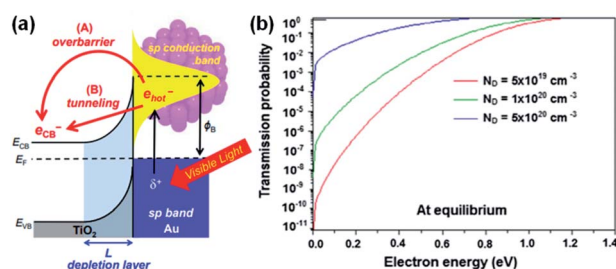 (a)
(A)
overbarrier
sp conduction
band
(B)
tunneling
e_hot^–
e_CB^–
E_CB
E_F
ϕ_B
Visible Light
δ⁺
sp band
E_VB
TiO₂
Au
L
depletion layer
(b)
Transmission probability
10⁰
10⁻¹
10⁻²
10⁻³
10⁻⁴
10⁻⁵
10⁻⁶
10⁻⁷
10⁻⁸
10⁻⁹
10⁻¹⁰
10⁻¹¹
N_D = 5x10¹⁹ cm⁻³
N_D = 1x10²⁰ cm⁻³
N_D = 5x10²⁰ cm⁻³
At equilibrium
0.0 0.2 0.4 0.6 0.8 1.0 1.2 1.4
Electron energy (eV)